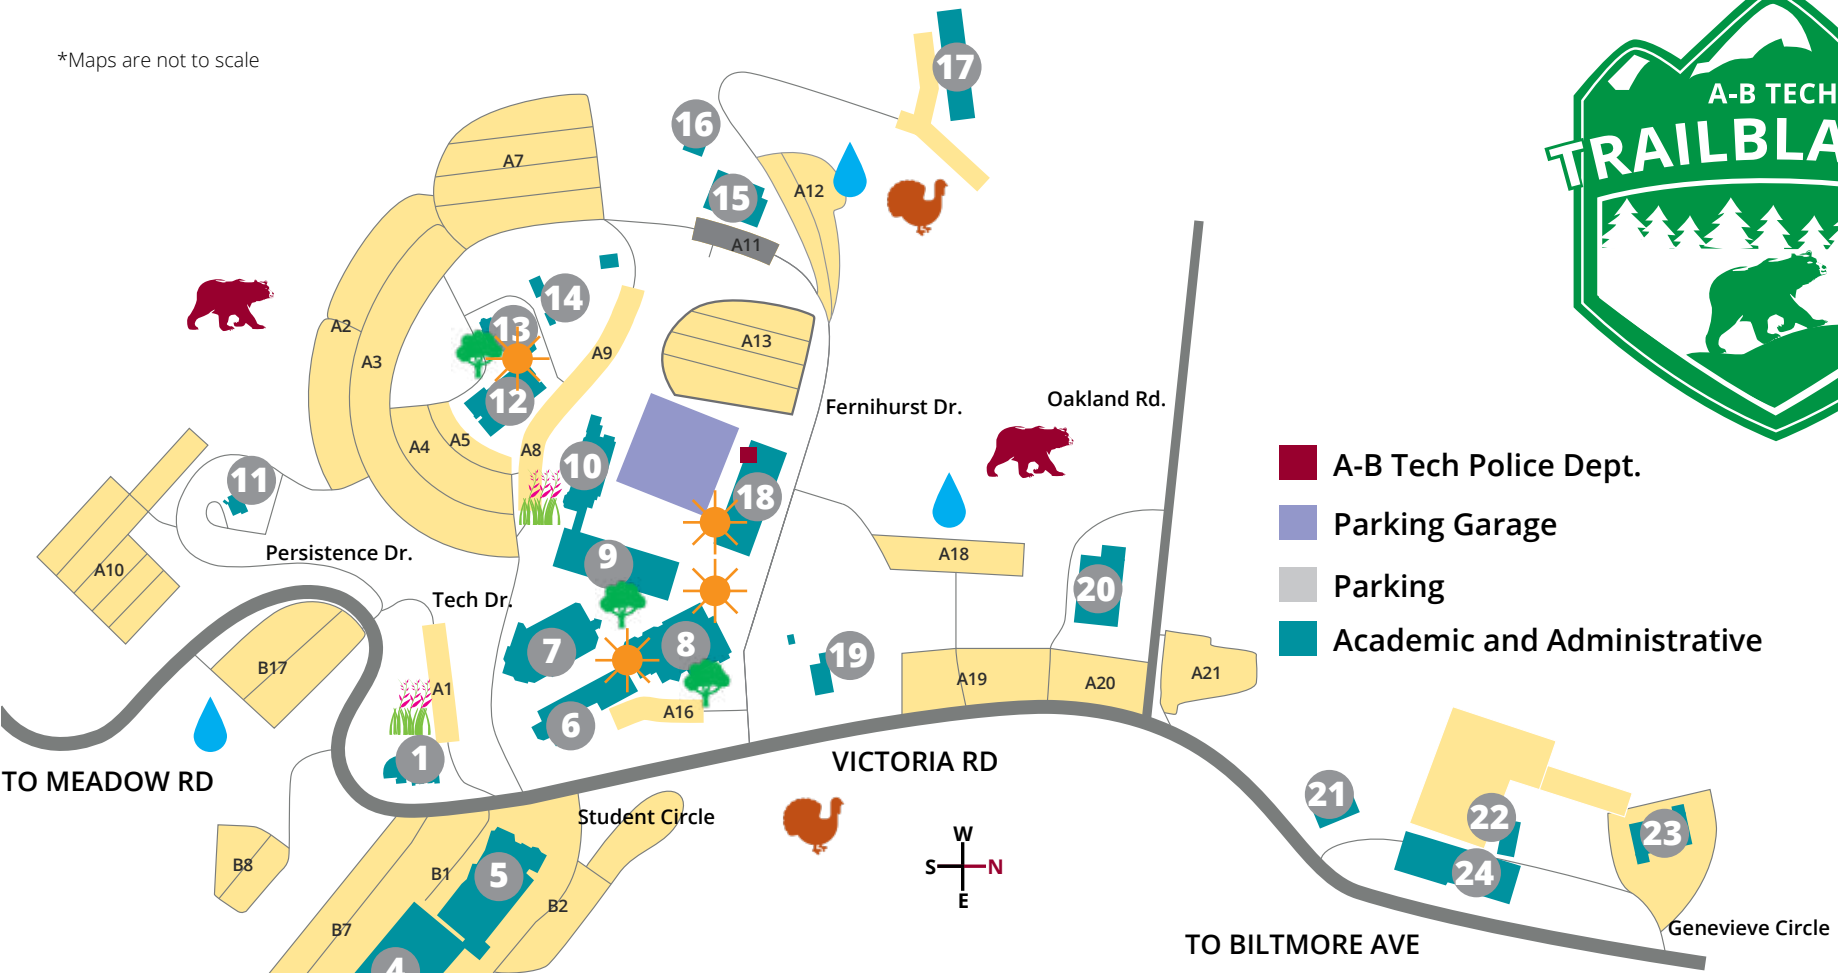 *Maps are not to scale
17
A-B TECH
TRAILBLA
16
A7
15
A12
A11
14
13
A2
A3
A9
A13
12
Fernihurst Dr.
Oakland Rd.
A4
A5
A8
10
11
18
A-B Tech Police Dept.
Parking Garage
Parking
Academic and Administrative
Persistence Dr.
A10
9
A18
20
Tech Dr.
7
8
19
B17
A1
A19
A20
A21
6
A16
1
TO MEADOW RD
VICTORIA RD
Student Circle
21
22
23
W
S
N
E
B8
B1
5
24
B2
B7
Genevieve Circle
TO BILTMORE AVE
4